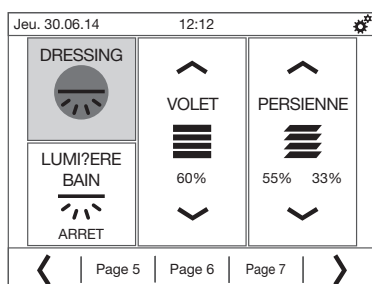 Jeu. 30.06.14 12:12
DRESSING
LUMI?ERE
BAIN
ARRET
VOLET
60%
PERSIENNE
55% 33%
Page 5 Page 6 Page 7